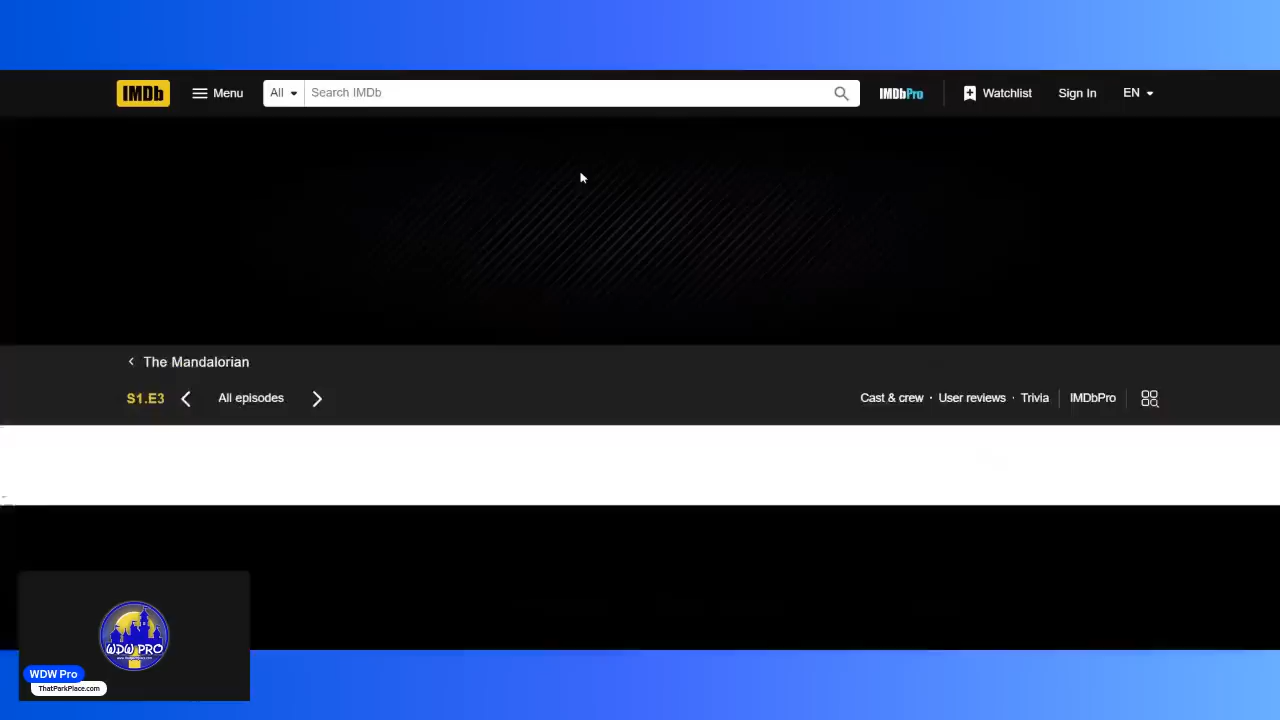 IMDb Menu All Search IMDb IMDbPro Watchlist Sign In EN
The Mandalorian
S1.E3 All episodes Cast & crew · User reviews · Trivia IMDbPro
WDW PRO
WDW Pro
ThatParkPlace.com